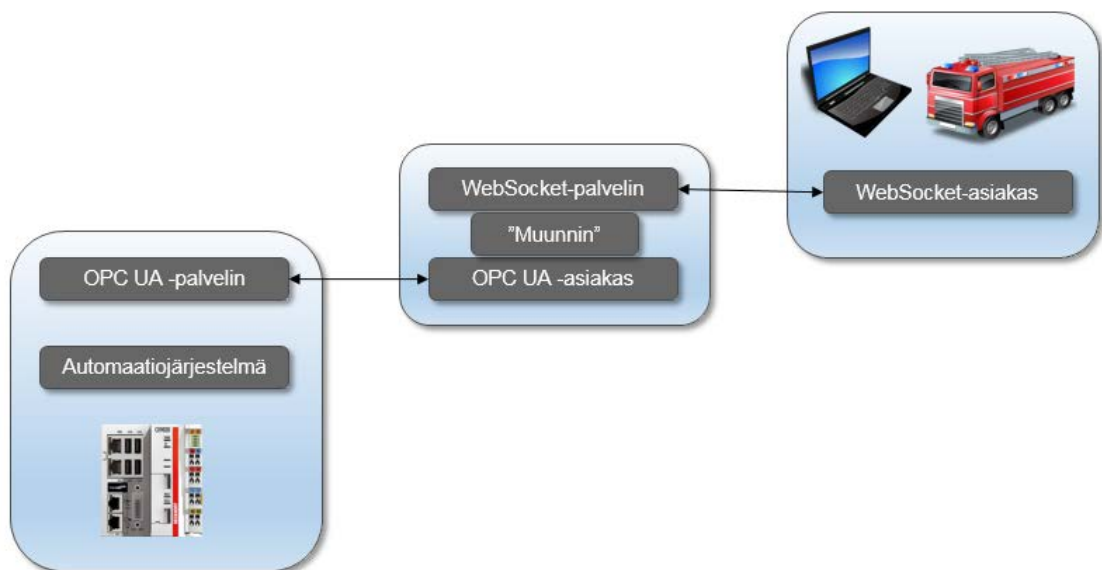 WebSocket-asiakas
WebSocket-palvelin
”Muunnin”
OPC UA -asiakas
OPC UA -palvelin
Automaatiojärjestelmä